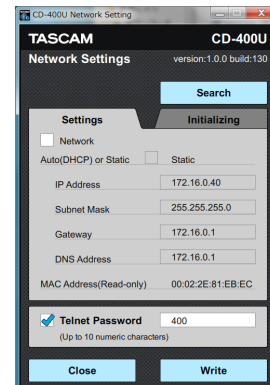 CD-400U Network Setting
TASCAM CD-400U
Network Settings version:1.0.0 build:130
Search
Settings Initializing
Network
Auto(DHCP) or Static Static
IP Address 172.16.0.40
Subnet Mask 255.255.255.0
Gateway 172.16.0.1
DNS Address 172.16.0.1
MAC Address(Read-only) 00:02:2E:81:EB:EC
Telnet Password 400
(Up to 10 numeric characters)
Close Write